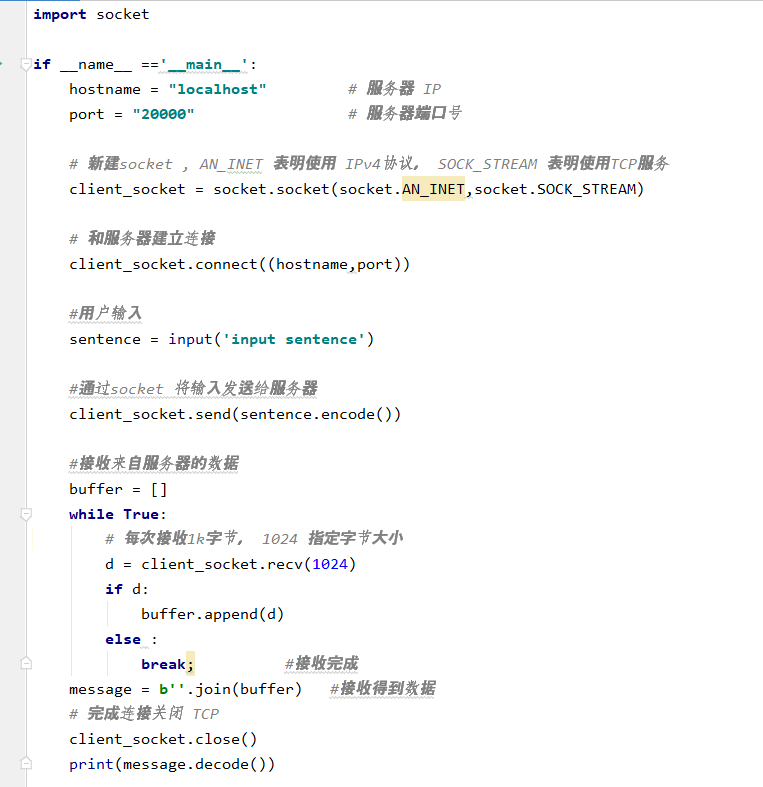 import socket
if __name__ =='__main__':
hostname = "localhost" # 服务器 IP
port = "20000" # 服务器端口号
# 新建socket , AN_INET 表明使用 IPv4协议, SOCK_STREAM 表明使用TCP服务
client_socket = socket.socket(socket.AN_INET,socket.SOCK_STREAM)
# 和服务器建立连接
client_socket.connect((hostname,port))
#用户输入
sentence = input('input sentence')
#通过socket 将输入发送给服务器
client_socket.send(sentence.encode())
#接收来自服务器的数据
buffer = []
while True:
# 每次接收1k字节, 1024 指定字节大小
d = client_socket.recv(1024)
if d:
buffer.append(d)
else :
break; #接收完成
message = b''.join(buffer) #接收得到数据
# 完成连接关闭 TCP
client_socket.close()
print(message.decode())